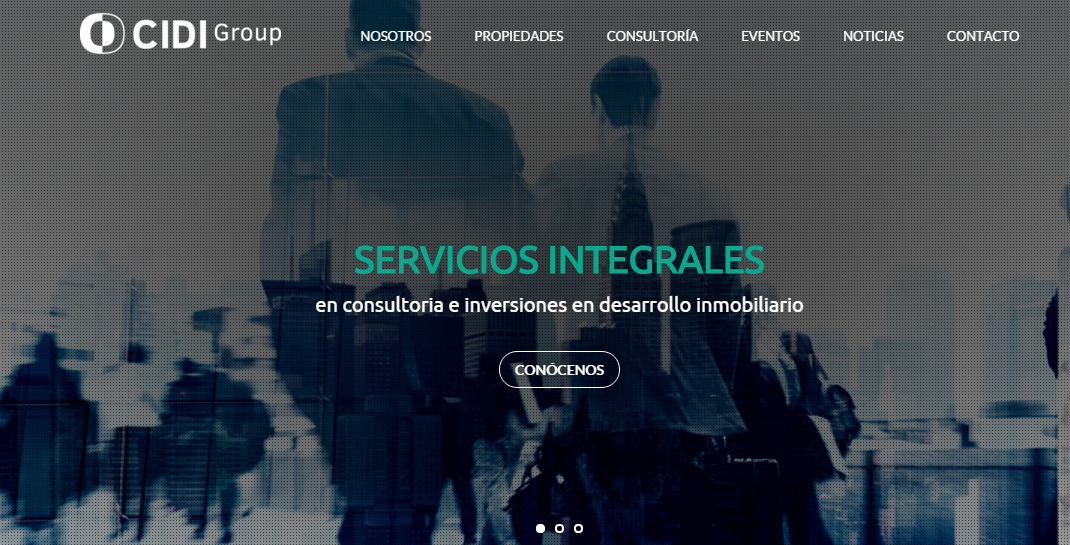 CIDI Group
NOSOTROS PROPIEDADES CONSULTORÍA EVENTOS NOTICIAS CONTACTO
SERVICIOS INTEGRALES
en consultoria e inversiones en desarrollo inmobiliario
CONÓCENOS